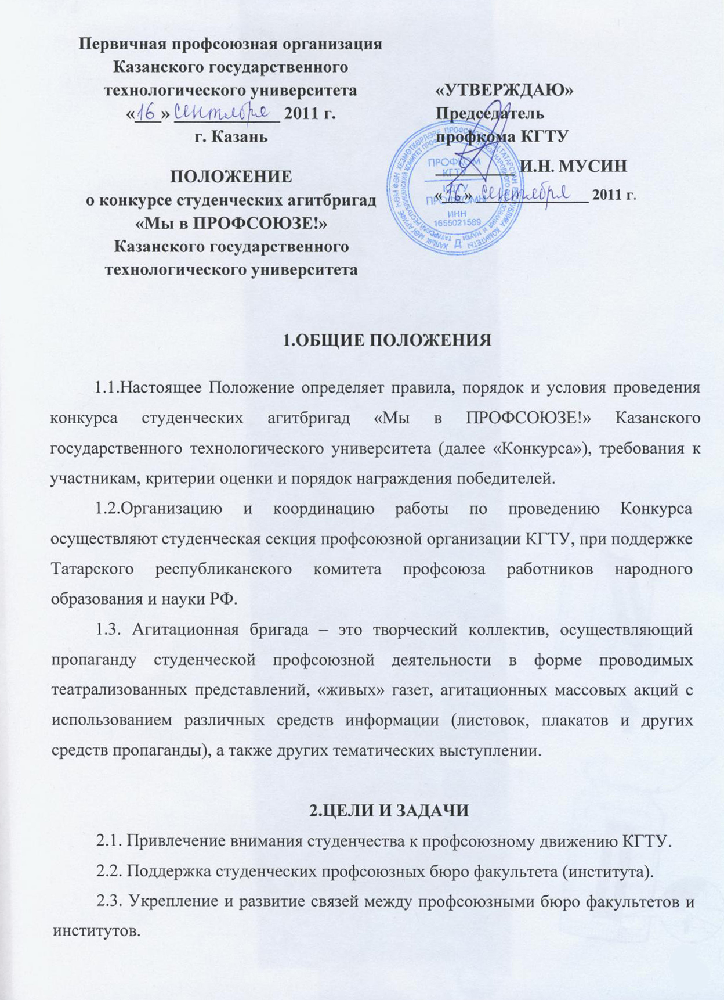 Первичная профсоюзная организация
Казанского государственного
технологического университета
«16» сентября 2011 г.
г. Казань
ПОЛОЖЕНИЕ
о конкурсе студенческих агитбригад
«Мы в ПРОФСОЮЗЕ!»
Казанского государственного
технологического университета
«УТВЕРЖДАЮ»
Председатель
профкома КГТУ
И.Н. МУСИН
«16» сентября 2011 г.
ПРОФКОМ
КГТУ
КДТУ
ПРОФКОМЫ
ИНН
1655021589
1.ОБЩИЕ ПОЛОЖЕНИЯ
1.1.Настоящее Положение определяет правила, порядок и условия проведения
конкурса студенческих агитбригад «Мы в ПРОФСОЮЗЕ!» Казанского
государственного технологического университета (далее «Конкурса»), требования к
участникам, критерии оценки и порядок награждения победителей.
1.2.Организацию и координацию работы по проведению Конкурса
осуществляют студенческая секция профсоюзной организации КГТУ, при поддержке
Татарского республиканского комитета профсоюза работников народного
образования и науки РФ.
1.3. Агитационная бригада – это творческий коллектив, осуществляющий
пропаганду студенческой профсоюзной деятельности в форме проводимых
театрализованных представлений, «живых» газет, агитационных массовых акций с
использованием различных средств информации (листовок, плакатов и других
средств пропаганды), а также других тематических выступлении.
2.ЦЕЛИ И ЗАДАЧИ
2.1. Привлечение внимания студенчества к профсоюзному движению КГТУ.
2.2. Поддержка студенческих профсоюзных бюро факультета (института).
2.3. Укрепление и развитие связей между профсоюзными бюро факультетов и
институтов.